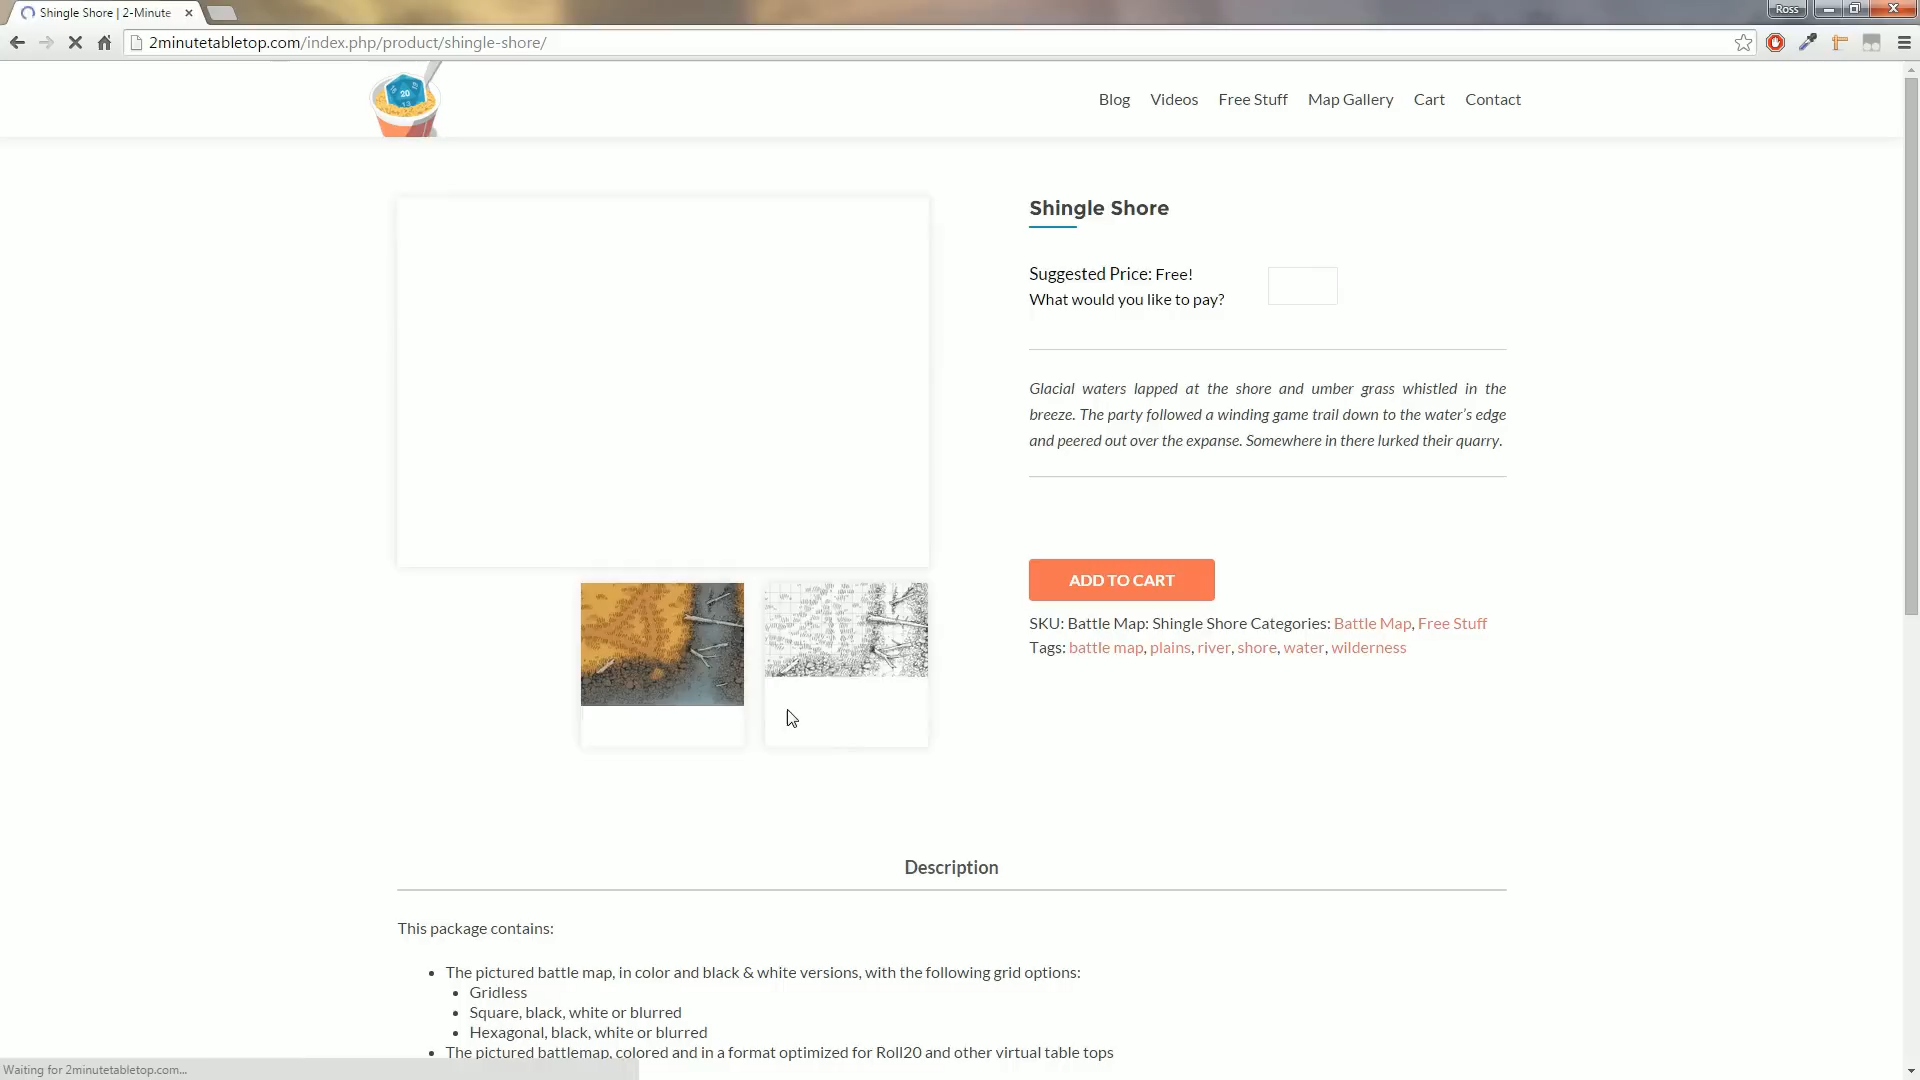 Shingle Shore | 2-Minute
Ross
2minutetabletop.com/index.php/product/shingle-shore/
20
Blog Videos Free Stuff Map Gallery Cart Contact
Shingle Shore
Suggested Price: Free!
What would you like to pay?
Glacial waters lapped at the shore and umber grass whistled in the
breeze. The party followed a winding game trail down to the water's edge
and peered out over the expanse. Somewhere in there lurked their quarry.
ADD TO CART
SKU: Battle Map: Shingle Shore Categories: Battle Map, Free Stuff
Tags: battle map, plains, river, shore, water, wilderness
Description
This package contains:
• The pictured battle map, in color and black & white versions, with the following grid options:
• Gridless
• Square, black, white or blurred
• Hexagonal, black, white or blurred
• The pictured battlemap, colored and in a format optimized for Roll20 and other virtual table tops
Waiting for 2minutetabletop.com...